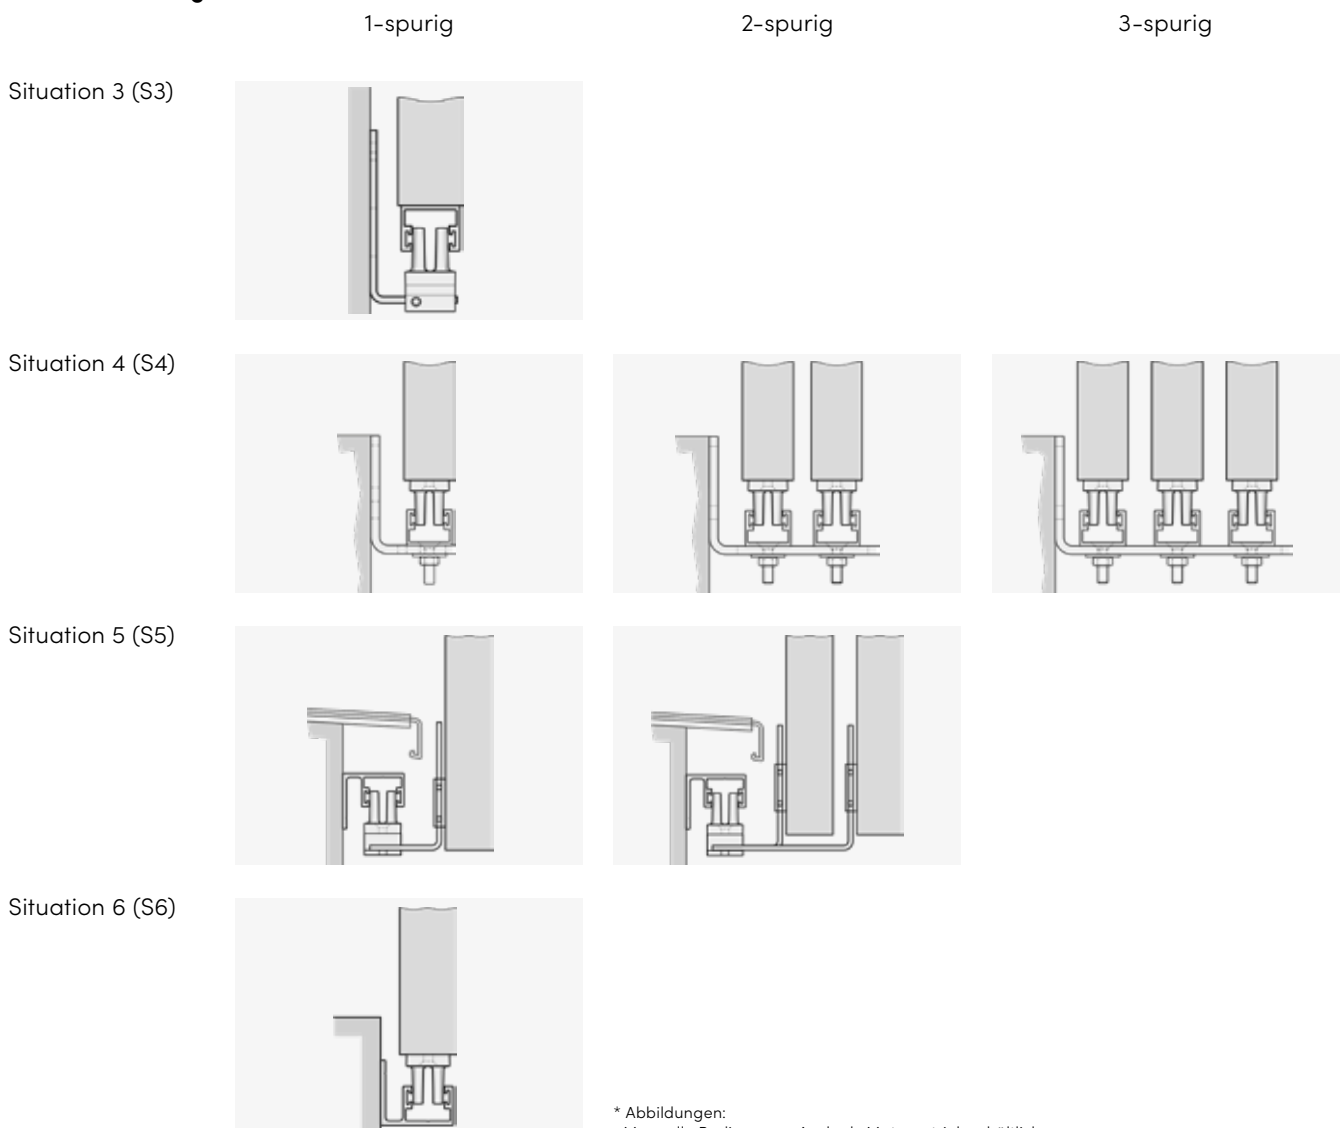 1-spurig 2-spurig 3-spurig
Situation 3 (S3)
Situation 4 (S4)
Situation 5 (S5)
Situation 6 (S6)
* Abbildungen: